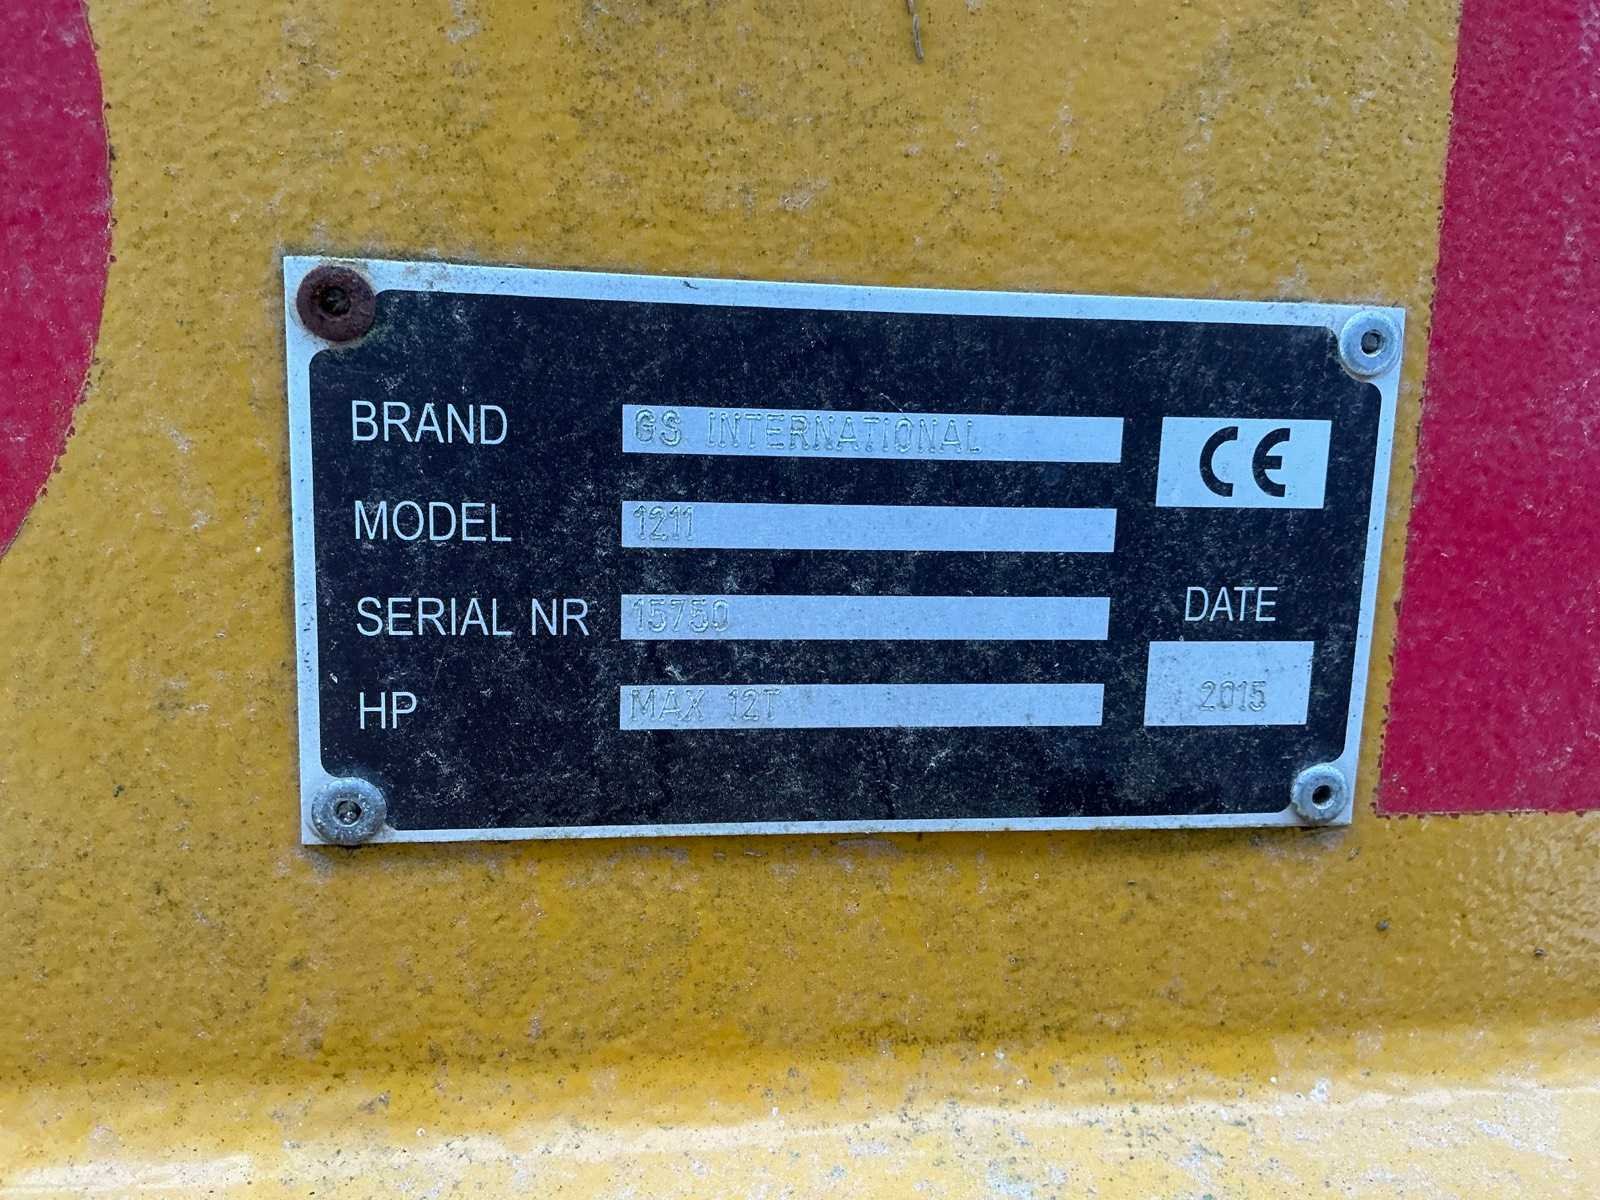 BRAND GS INTERNATIONAL
CE
MODEL 1211
SERIAL NR 15750
DATE
HP MAX 12T
2015